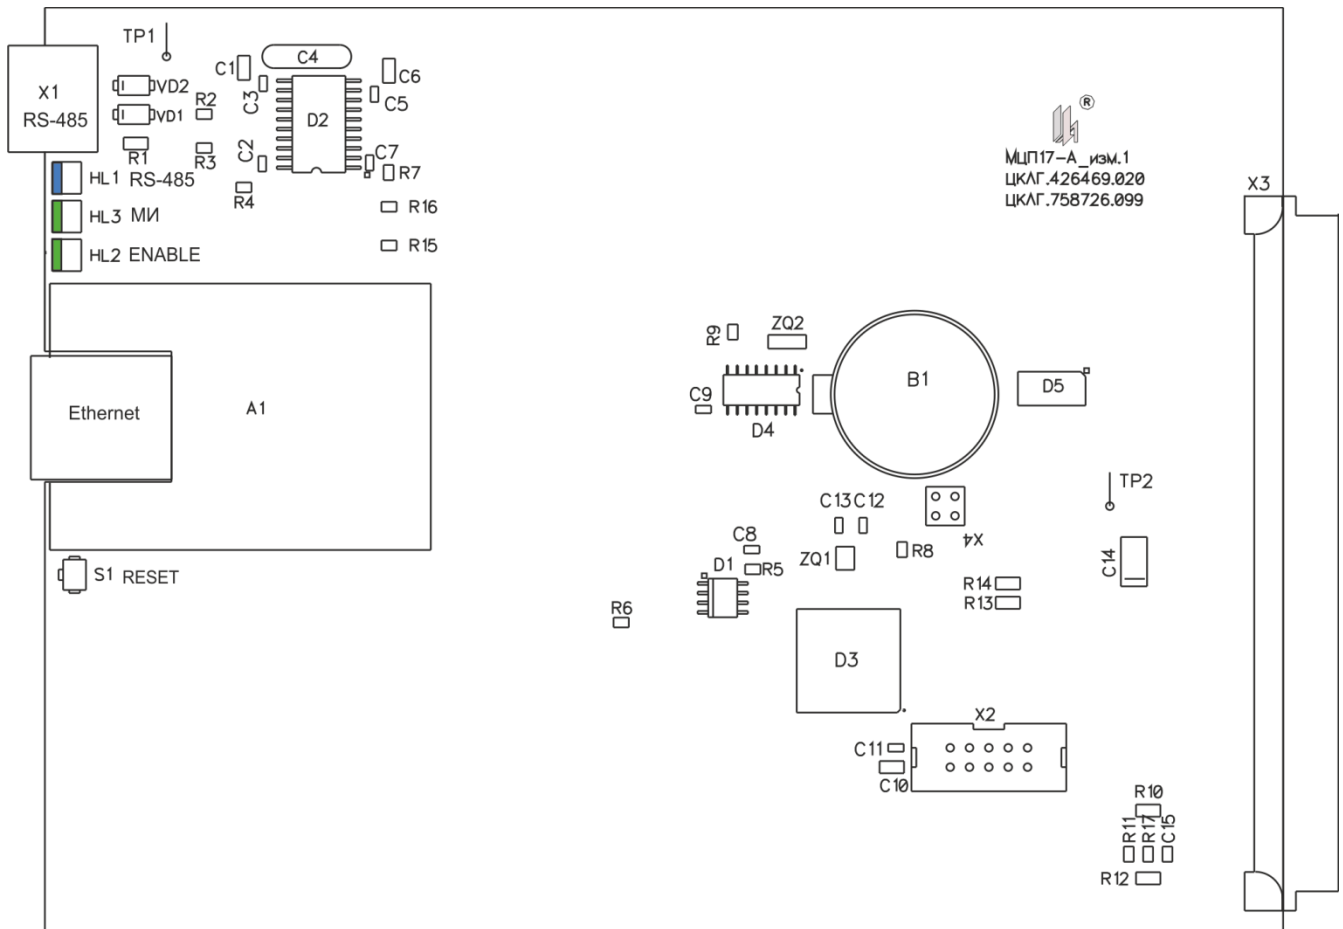 TP1
X1
RS-485
VD2
VD1
R1
R2
R3
C1
C3
C4
D2
C6
C5
C2
C7
R7
R4
R16
R15
HL1 RS-485
HL3 МИ
HL2 ENABLE
®
МЦП17-А_изм.1
ЦКЛГ.426469.020
ЦКЛГ.758726.099
X3
Ethernet
A1
R9
ZQ2
B1
D5
C9
D4
TP2
C13
C12
X4
C8
D1
R5
ZQ1
R8
C14
R14
R13
S1 RESET
R6
D3
X2
C11
C10
R10
R11
R17
C15
R12